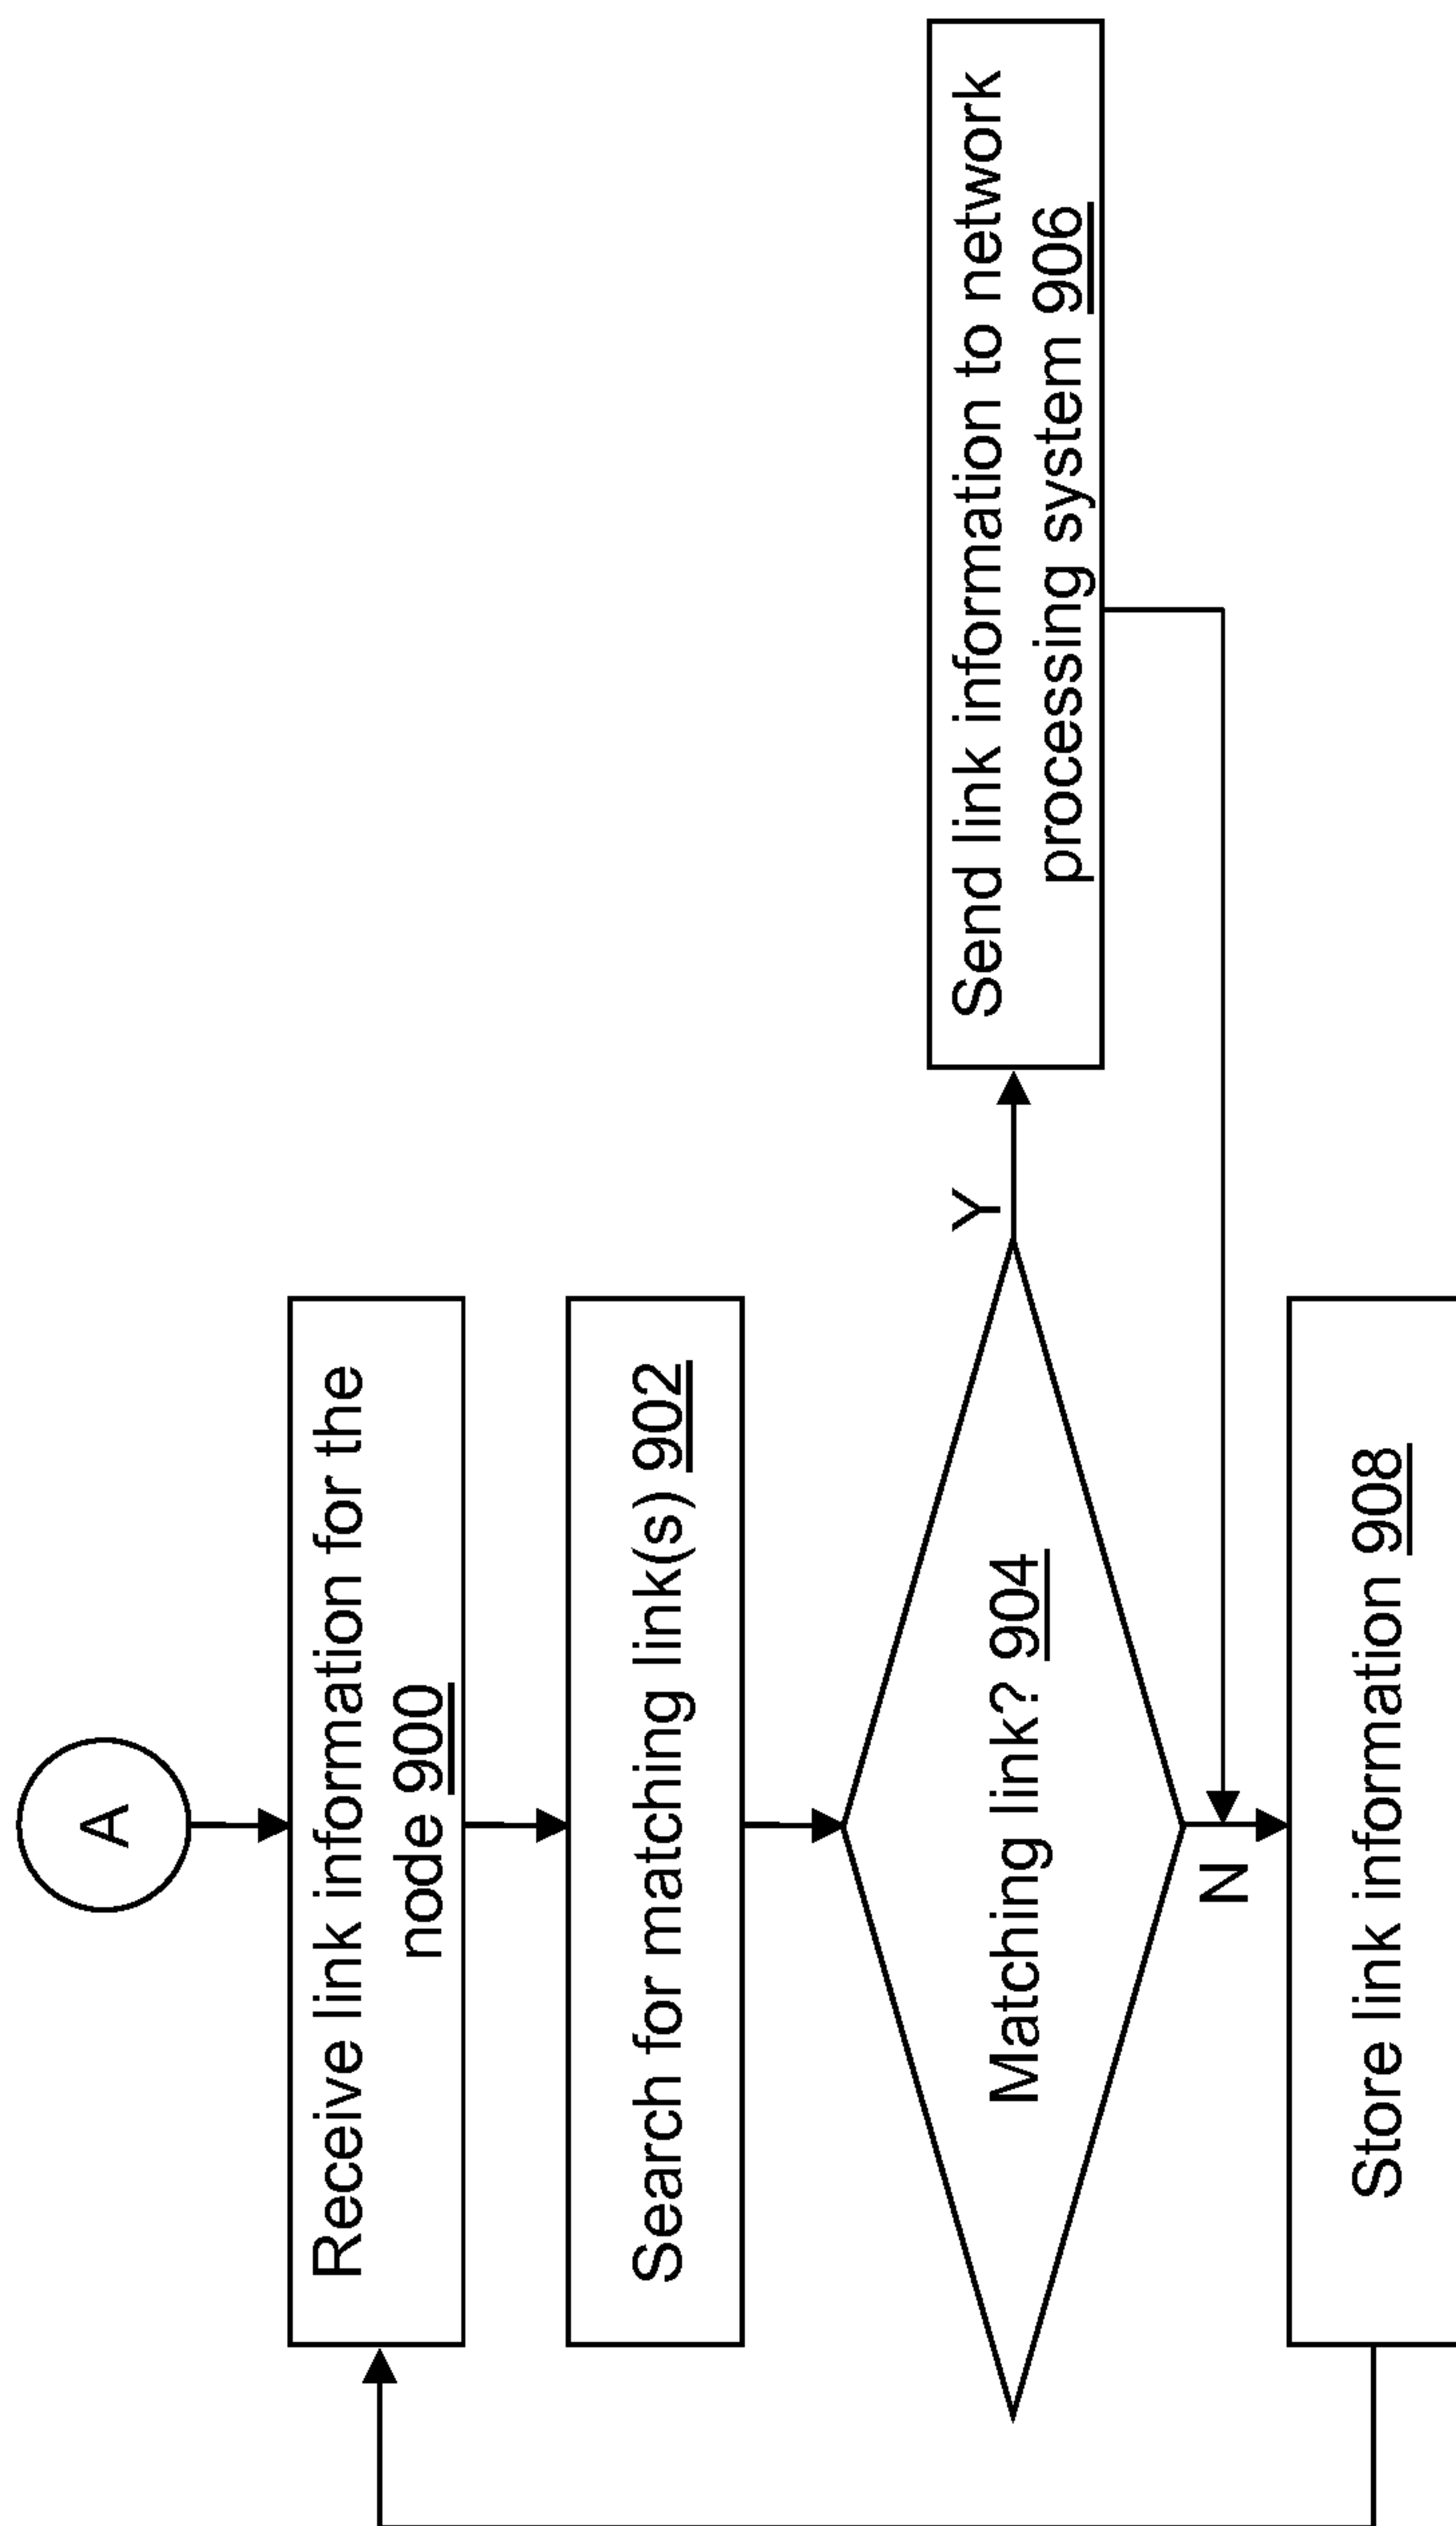 A
Receive link information for the
node 900
Search for matching link(s) 902
Matching link? 904
Y
Send link information to network
processing system 906
N
Store link information 908